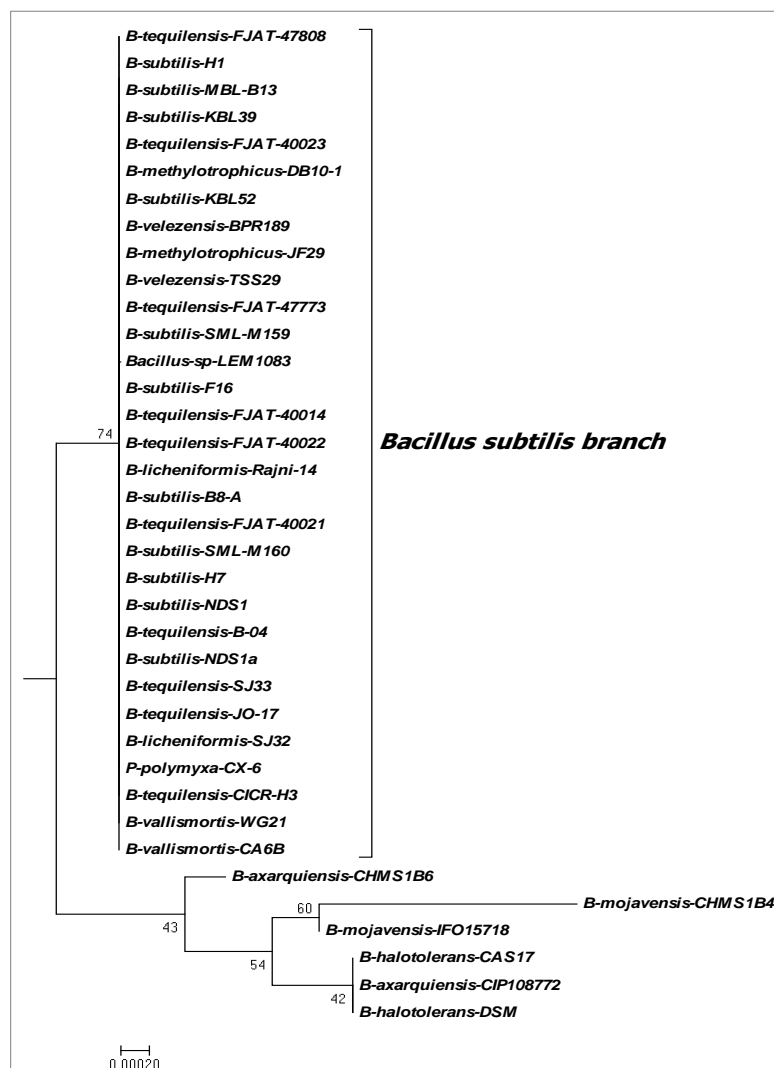 B-tequilensis-FJAT-47808
B-subtilis-H1
B-subtilis-MBL-B13
B-subtilis-KBL39
B-tequilensis-FJAT-40023
B-methylotrophicus-DB10-1
B-subtilis-KBL52
B-velezensis-BPR189
B-methylotrophicus-JF29
B-velezensis-TSS29
B-tequilensis-FJAT-47773
B-subtilis-SML-M159
Bacillus-sp-LEM1083
B-subtilis-F16
B-tequilensis-FJAT-40014
74
B-tequilensis-FJAT-40022
Bacillus subtilis branch
B-licheniformis-Rajni-14
B-subtilis-B8-A
B-tequilensis-FJAT-40021
B-subtilis-SML-M160
B-subtilis-H7
B-subtilis-NDS1
B-tequilensis-B-04
B-subtilis-NDS1a
B-tequilensis-SJ33
B-tequilensis-JO-17
B-licheniformis-SJ32
P-polymyxa-CX-6
B-tequilensis-CICR-H3
B-vallismortis-WG21
B-vallismortis-CA6B
B-axarquiensis-CHMS1B6
B-mojavensis-CHMS1B4
60
43
B-mojavensis-IFO15718
B-halotolerans-CAS17
54
B-axarquiensis-CIP108772
42
B-halotolerans-DSM
0.00020